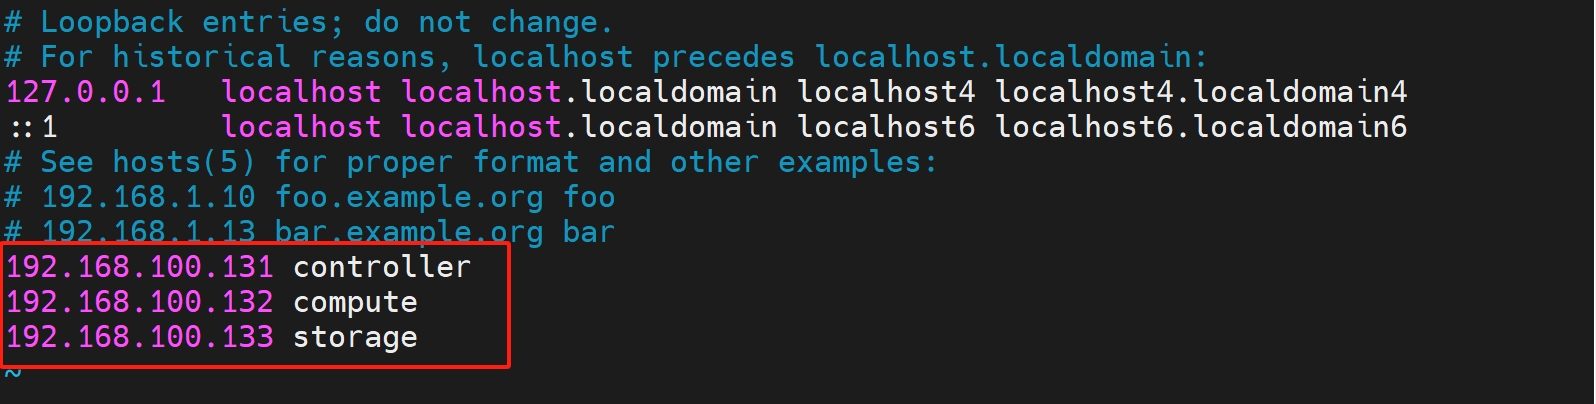 # Loopback entries; do not change.
# For historical reasons, localhost precedes localhost.localdomain:
127.0.0.1   localhost localhost.localdomain localhost4 localhost4.localdomain4
::1         localhost localhost.localdomain localhost6 localhost6.localdomain6
# See hosts(5) for proper format and other examples:
# 192.168.1.10 foo.example.org foo
# 192.168.1.13 bar.example.org bar
192.168.100.131 controller
192.168.100.132 compute
192.168.100.133 storage
~